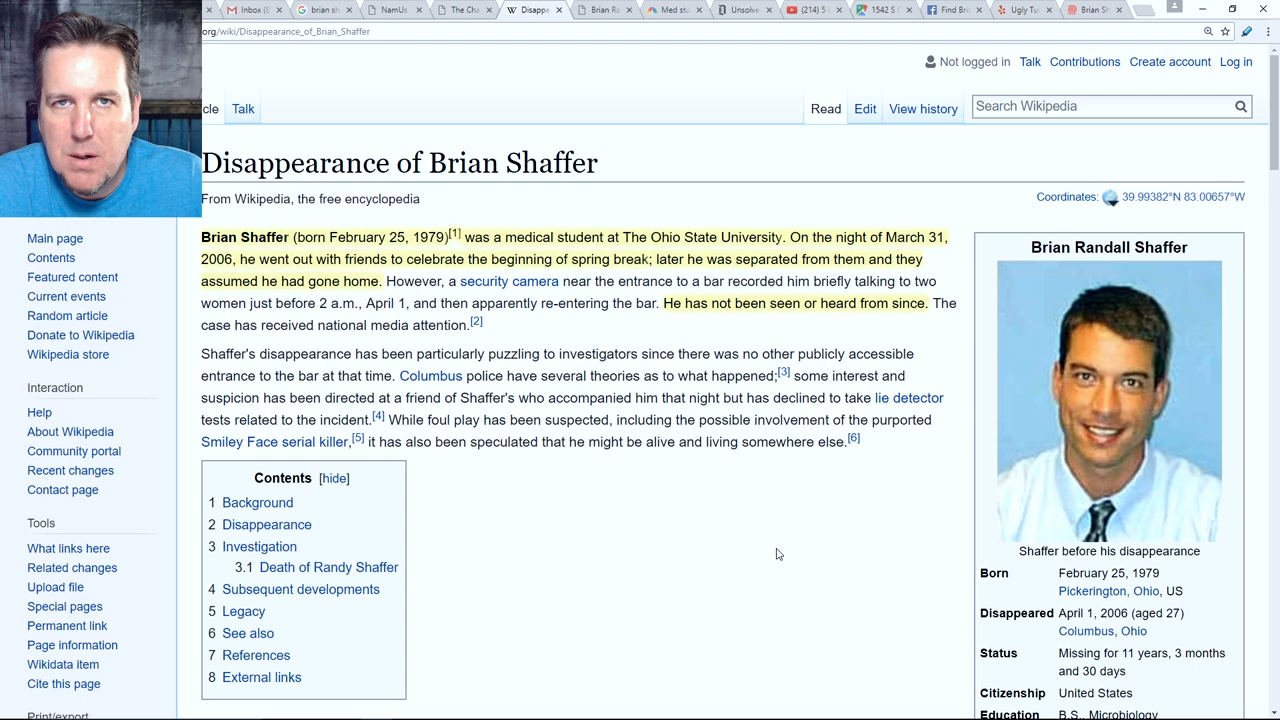 Inbox (B
brian sh
NamUs
The Cha
Disappe
Brian Ra
Med stu
Unsolve
(214) S
1542 S
Find Bri
Ugly Tu
Brian Sh
org/wiki/Disappearance_of_Brian_Shaffer
Not logged in Talk Contributions Create account Log in
cle Talk Read Edit View history Search Wikipedia
Disappearance of Brian Shaffer
From Wikipedia, the free encyclopedia
Coordinates: 39.99382°N 83.00657°W
Brian Shaffer (born February 25, 1979)[1] was a medical student at The Ohio State University. On the night of March 31,
2006, he went out with friends to celebrate the beginning of spring break; later he was separated from them and they
assumed he had gone home. However, a security camera near the entrance to a bar recorded him briefly talking to two
women just before 2 a.m., April 1, and then apparently re-entering the bar. He has not been seen or heard from since. The
case has received national media attention.[2]
Shaffer's disappearance has been particularly puzzling to investigators since there was no other publicly accessible
entrance to the bar at that time. Columbus police have several theories as to what happened;[3] some interest and
suspicion has been directed at a friend of Shaffer's who accompanied him that night but has declined to take lie detector
tests related to the incident.[4] While foul play has been suspected, including the possible involvement of the purported
Smiley Face serial killer,[5] it has also been speculated that he might be alive and living somewhere else.[6]
Contents [hide]
1 Background
2 Disappearance
3 Investigation
3.1 Death of Randy Shaffer
4 Subsequent developments
5 Legacy
6 See also
7 References
8 External links
Brian Randall Shaffer
Shaffer before his disappearance
Born February 25, 1979
Pickerington, Ohio, US
Disappeared April 1, 2006 (aged 27)
Columbus, Ohio
Status Missing for 11 years, 3 months
and 30 days
Citizenship United States
Education B.S., Microbiology
Main page
Contents
Featured content
Current events
Random article
Donate to Wikipedia
Wikipedia store
Interaction
Help
About Wikipedia
Community portal
Recent changes
Contact page
Tools
What links here
Related changes
Upload file
Special pages
Permanent link
Page information
Wikidata item
Cite this page
Print/export